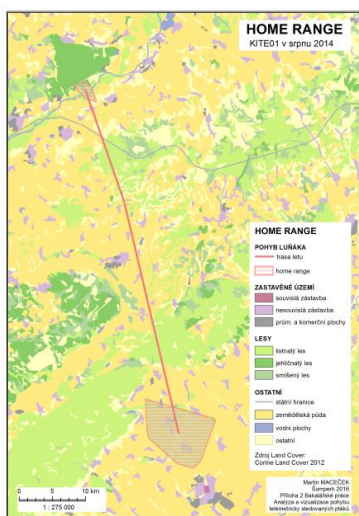 HOME RANGE
KITE01 v srpnu 2014
HOME RANGE
POHYB LUŇÁKA
trasa letu
home range
ZASTAVĚNÉ ÚZEMÍ
souvislá zástavba
nesouvislá zástavba
prům. a komerční plochy
LESY
listnatý les
jehličnatý les
smíšený les
OSTATNÍ
státní hranice
zemědělská půda
vodní plochy
ostatní
Zdroj Land Cover:
Corine Land Cover 2012
0 5 10 km
1 : 275 000
Martin MACEČEK
Šumperk 2016
Příloha 2 Bakalářské práce
Analýza a vizualizace pohybu
telemetricky sledovaných ptáků